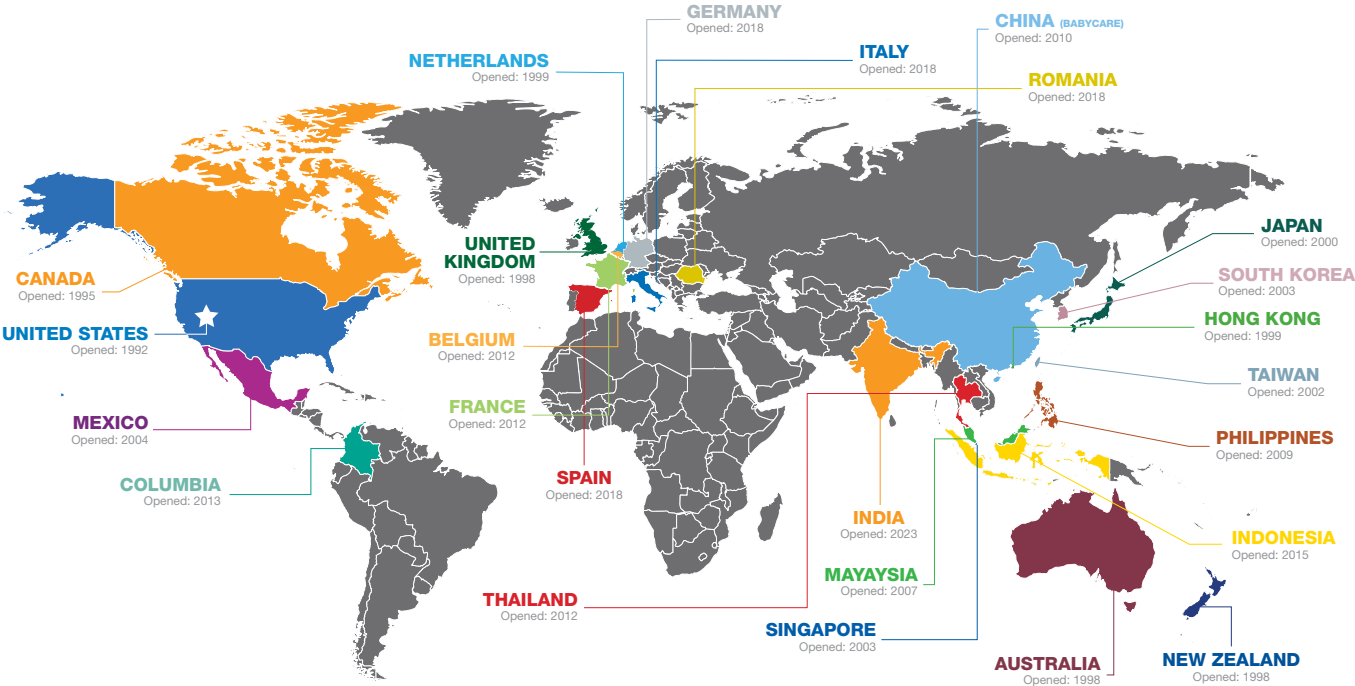 GERMANY
Opened: 2018
CHINA (BABYCARE)
Opened: 2010
NETHERLANDS
Opened: 1999
ITALY
Opened: 2018
ROMANIA
Opened: 2018
JAPAN
Opened: 2000
UNITED
KINGDOM
Opened: 1998
CANADA
Opened: 1995
SOUTH KOREA
Opened: 2003
HONG KONG
Opened: 1999
UNITED STATES
Opened: 1992
BELGIUM
Opened: 2012
TAIWAN
Opened: 2002
FRANCE
Opened: 2012
MEXICO
Opened: 2004
PHILIPPINES
Opened: 2009
COLUMBIA
Opened: 2013
SPAIN
Opened: 2018
INDIA
Opened: 2023
INDONESIA
Opened: 2015
MAYAYSIA
Opened: 2007
THAILAND
Opened: 2012
SINGAPORE
Opened: 2003
AUSTRALIA
Opened: 1998
NEW ZEALAND
Opened: 1998